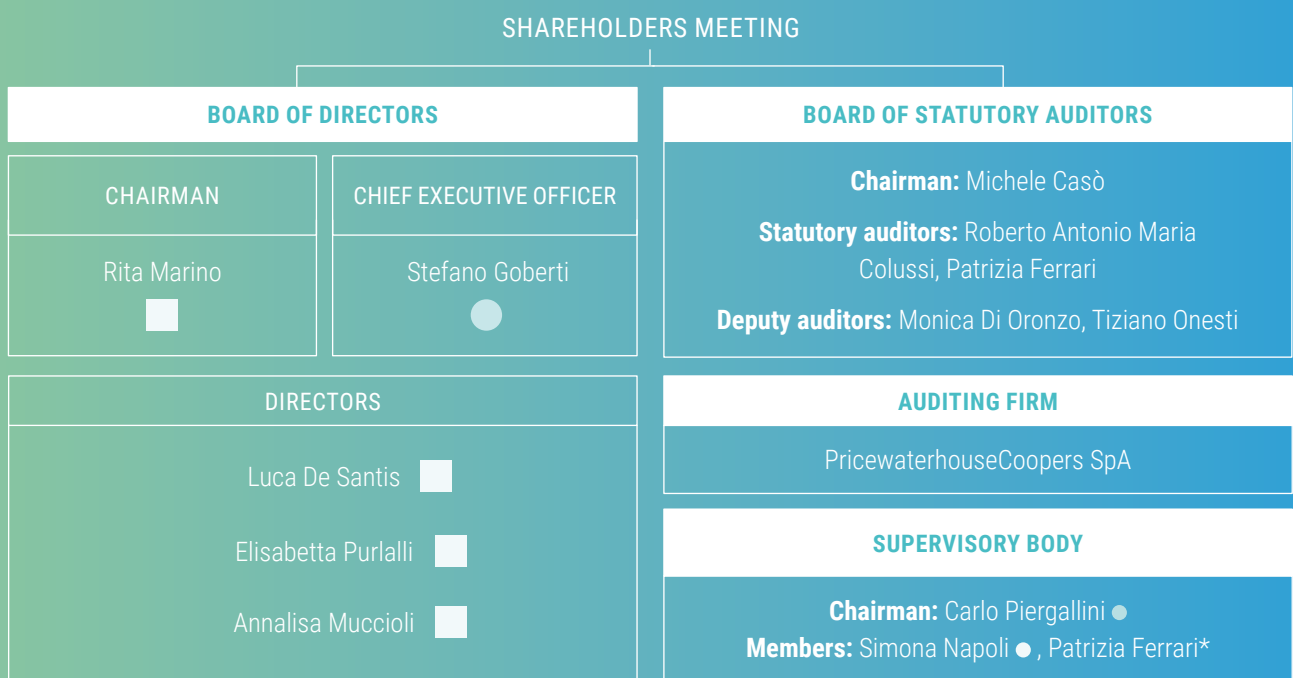 SHAREHOLDERS MEETING
BOARD OF DIRECTORS
CHAIRMAN
Rita Marino
CHIEF EXECUTIVE OFFICER
Stefano Goberti
DIRECTORS
Luca De Santis
Elisabetta Purlalli
Annalisa Muccioli
BOARD OF STATUTORY AUDITORS
Chairman: Michele Casò
Statutory auditors: Roberto Antonio Maria
Colussi, Patrizia Ferrari
Deputy auditors: Monica Di Oronzo, Tiziano Onesti
AUDITING FIRM
PricewaterhouseCoopers SpA
SUPERVISORY BODY
Chairman: Carlo Piergallini ●
Members: Simona Napoli ● , Patrizia Ferrari*